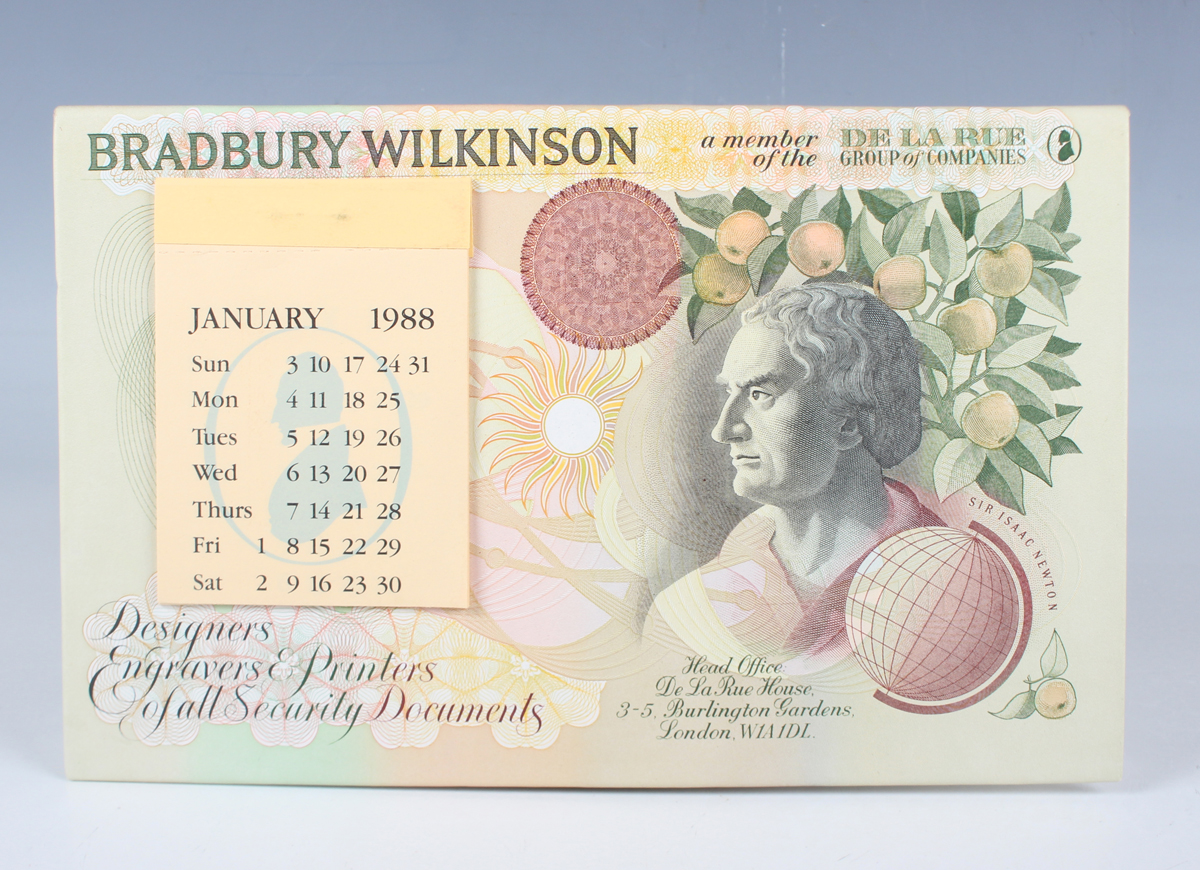 BRADBURY WILKINSON
a member of the
DE LA RUE
GROUP of COMPANIES
JANUARY 1988
Sun 3 10 17 24 31
Mon 4 11 18 25
Tues 5 12 19 26
Wed 6 13 20 27
Thurs 7 14 21 28
Fri 1 8 15 22 29
Sat 2 9 16 23 30
SIR ISAAC NEWTON
Designers
Engravers & Printers
of all Security Documents
Head Office:
De La Rue House,
3-5, Burlington Gardens,
London, W1A 1DL.